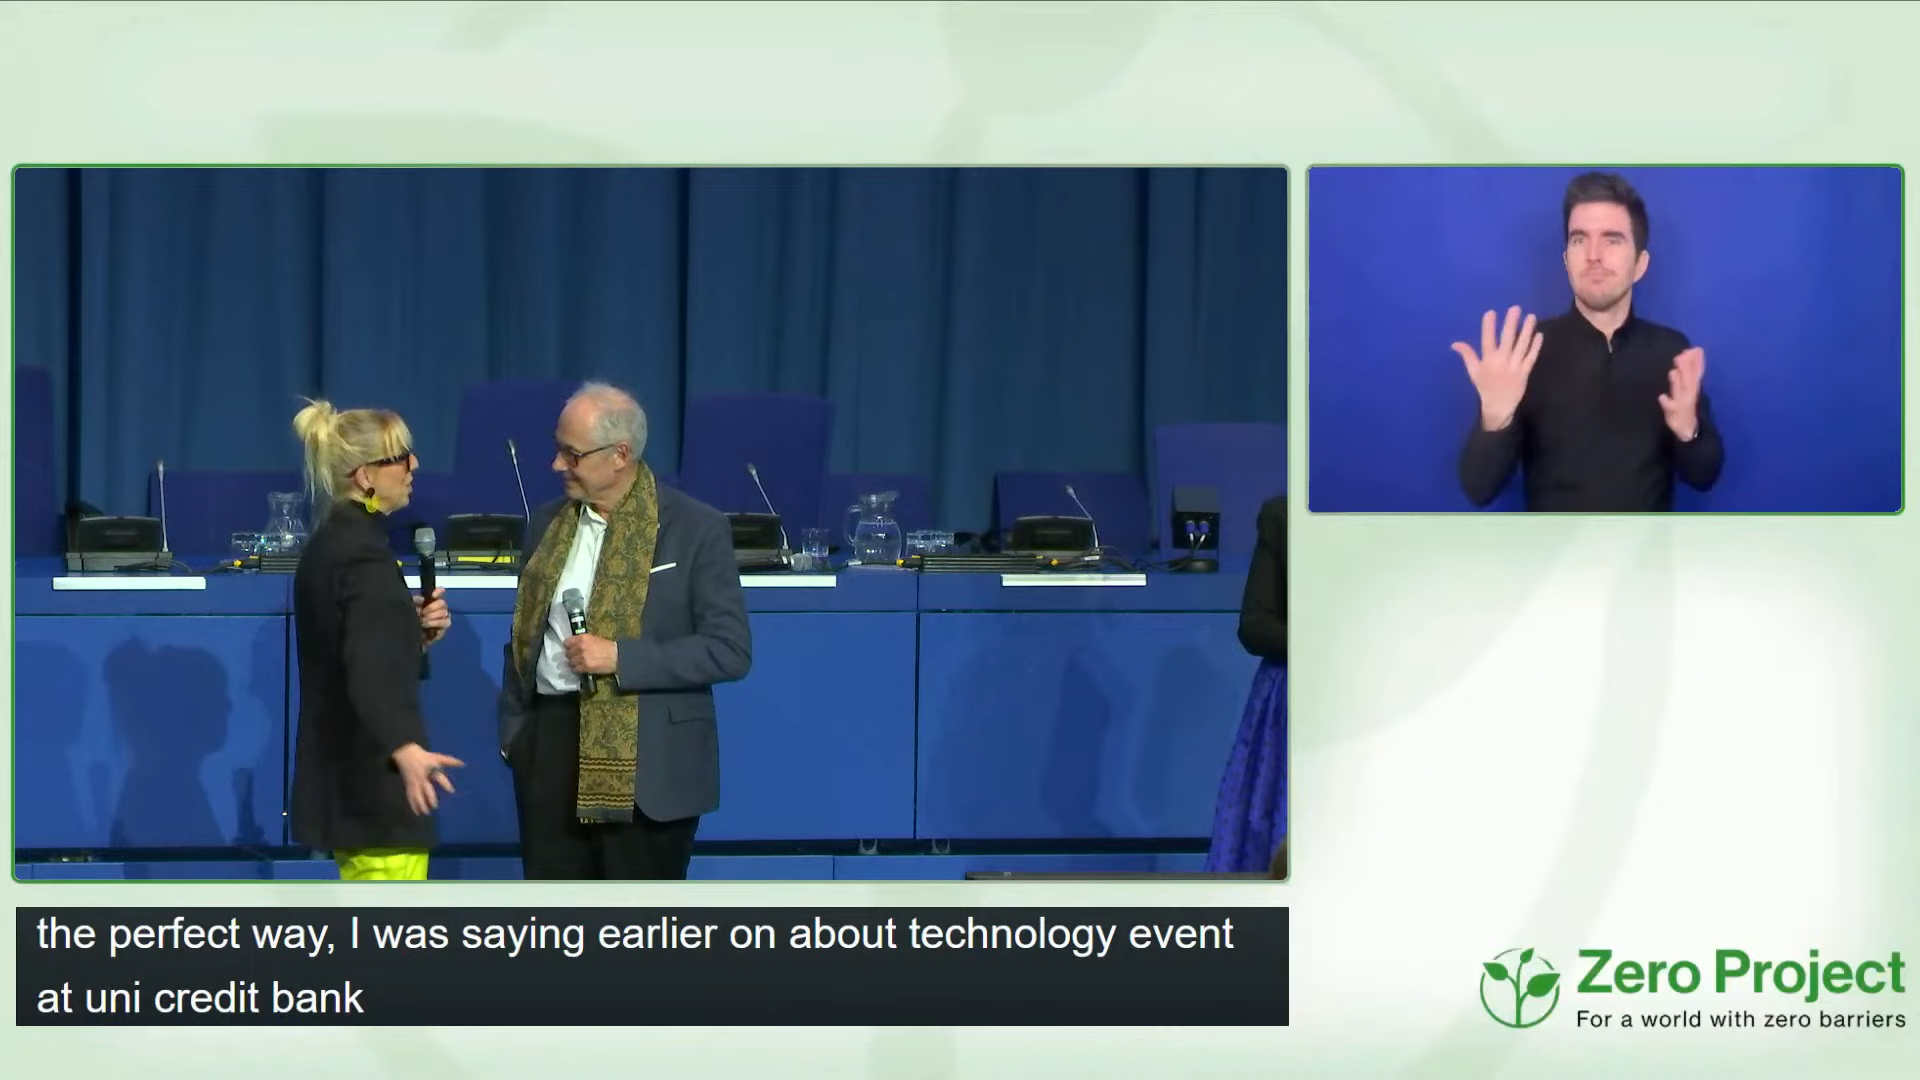 the perfect way, I was saying earlier on about technology event
at uni credit bank
Zero Project
For a world with zero barriers